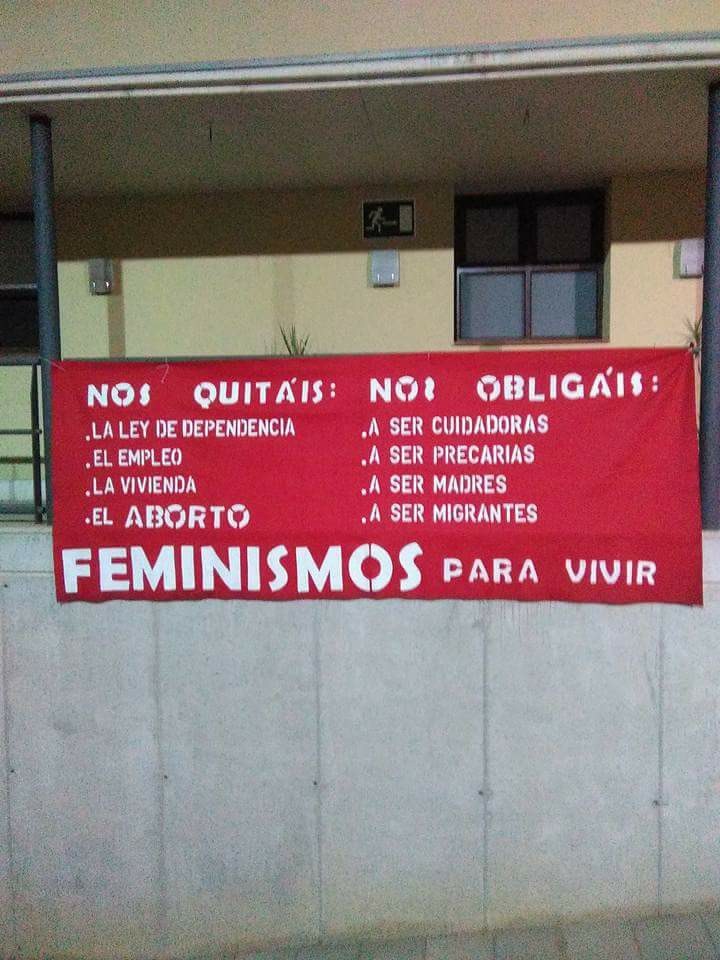 NOS QUITÁIS:
.LA LEY DE DEPENDENCIA
.EL EMPLEO
.LA VIVIENDA
.EL ABORTO
NOS OBLIGÁIS:
.A SER CUIDADORAS
.A SER PRECARIAS
.A SER MADRES
.A SER MIGRANTES
FEMINISMOS PARA VIVIR